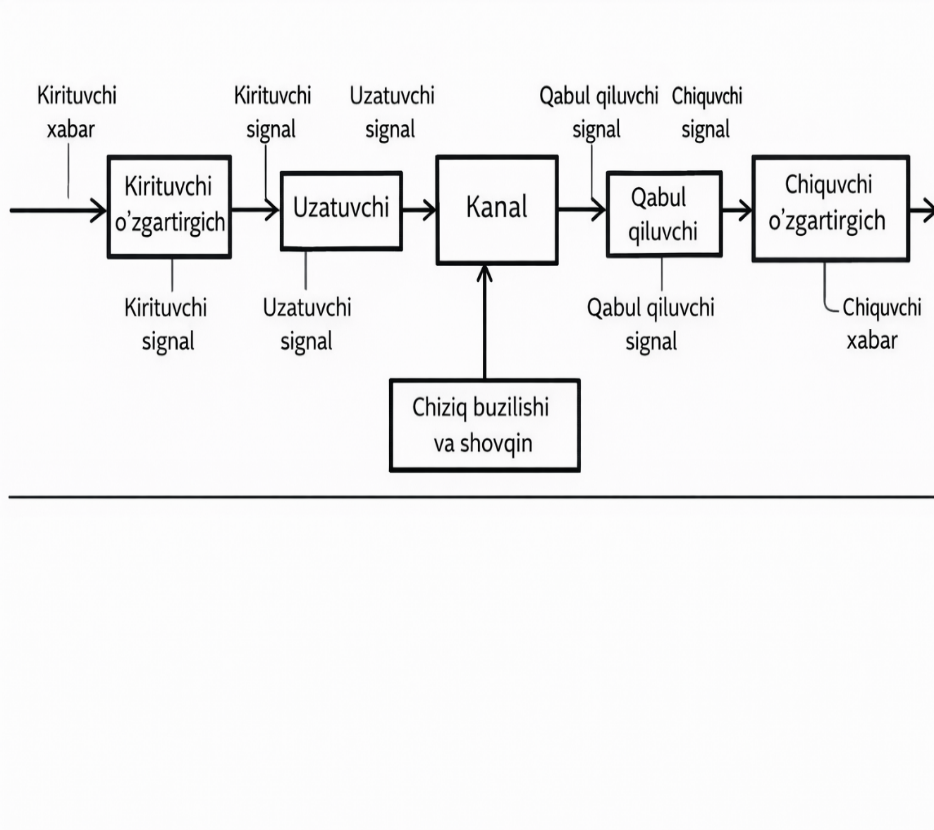 Kirituvchi
xabar
Kirituvchi
signal
Uzatuvchi
signal
Qabul qiluvchi
signal
Chiquvchi
signal
Kirituvchi
o’zgartirgich
Uzatuvchi
Kanal
Qabul
qiluvchi
Chiquvchi
o’zgartirgich
Kirituvchi
signal
Uzatuvchi
signal
Qabul qiluvchi
signal
Chiquvchi
xabar
Chiziq buzilishi
va shovqin